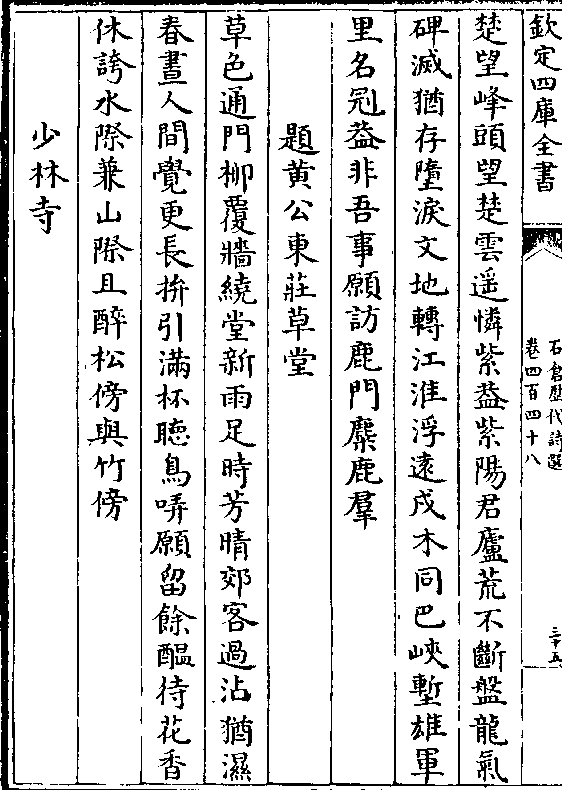 欽定四庫全書
石倉歷代詩選
卷四百四十八
三十五
楚望峰頭望楚雲遥憐紫葢紫陽君廬荒不斷盤龍氣
碑滅猶存墮淚文地轉江淮浮遠戍木同巴峽塹雄軍
里名冠葢非吾事願訪鹿門麋鹿羣
題黄公東莊草堂
草色通門柳覆牆繞堂新雨足時芳晴郊客過沾猶濕
春晝人間覺更長拚引滿杯聴鳥哢願留餘醖待花香
休誇水際兼山際且醉松傍與竹傍
少林寺